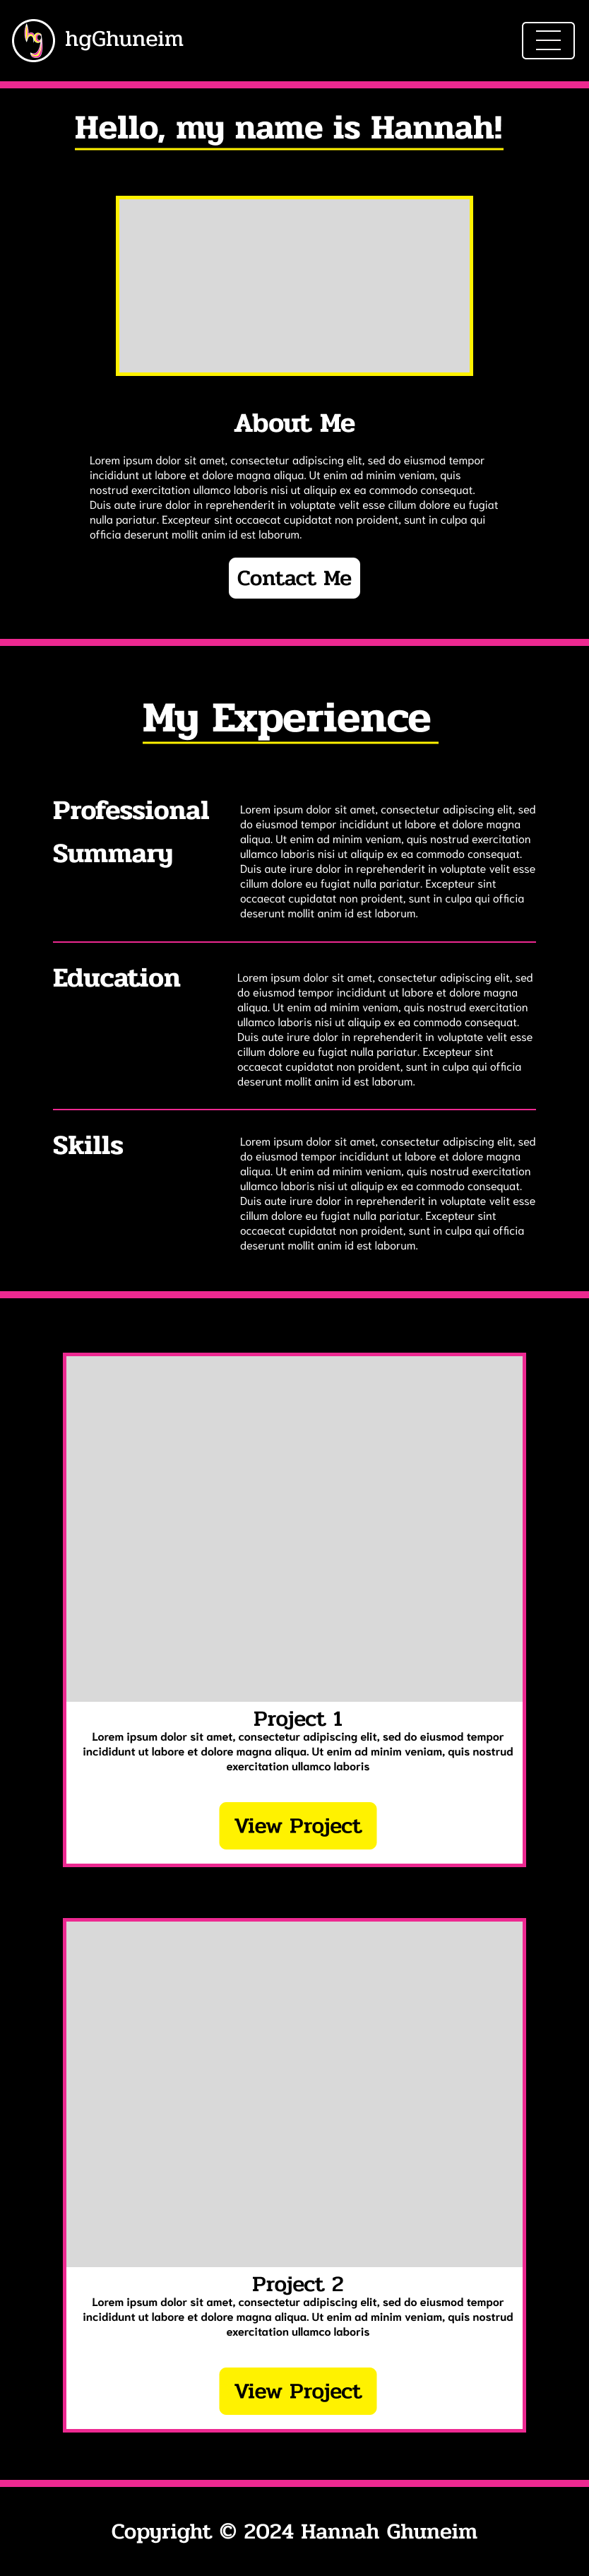 hg hgGhuneim
Hello, my name is Hannah!
About Me
Lorem ipsum dolor sit amet, consectetur adipiscing elit, sed do eiusmod tempor
incididunt ut labore et dolore magna aliqua. Ut enim ad minim veniam, quis
nostrud exercitation ullamco laboris nisi ut aliquip ex ea commodo consequat.
Duis aute irure dolor in reprehenderit in voluptate velit esse cillum dolore eu fugiat
nulla pariatur. Excepteur sint occaecat cupidatat non proident, sunt in culpa qui
officia deserunt mollit anim id est laborum.
Contact Me
My Experience
Professional
Summary
Lorem ipsum dolor sit amet, consectetur adipiscing elit, sed
do eiusmod tempor incididunt ut labore et dolore magna
aliqua. Ut enim ad minim veniam, quis nostrud exercitation
ullamco laboris nisi ut aliquip ex ea commodo consequat.
Duis aute irure dolor in reprehenderit in voluptate velit esse
cillum dolore eu fugiat nulla pariatur. Excepteur sint
occaecat cupidatat non proident, sunt in culpa qui officia
deserunt mollit anim id est laborum.
Education
Lorem ipsum dolor sit amet, consectetur adipiscing elit, sed
do eiusmod tempor incididunt ut labore et dolore magna
aliqua. Ut enim ad minim veniam, quis nostrud exercitation
ullamco laboris nisi ut aliquip ex ea commodo consequat.
Duis aute irure dolor in reprehenderit in voluptate velit esse
cillum dolore eu fugiat nulla pariatur. Excepteur sint
occaecat cupidatat non proident, sunt in culpa qui officia
deserunt mollit anim id est laborum.
Skills
Lorem ipsum dolor sit amet, consectetur adipiscing elit, sed
do eiusmod tempor incididunt ut labore et dolore magna
aliqua. Ut enim ad minim veniam, quis nostrud exercitation
ullamco laboris nisi ut aliquip ex ea commodo consequat.
Duis aute irure dolor in reprehenderit in voluptate velit esse
cillum dolore eu fugiat nulla pariatur. Excepteur sint
occaecat cupidatat non proident, sunt in culpa qui officia
deserunt mollit anim id est laborum.
Project 1
Lorem ipsum dolor sit amet, consectetur adipiscing elit, sed do eiusmod tempor
incididunt ut labore et dolore magna aliqua. Ut enim ad minim veniam, quis nostrud
exercitation ullamco laboris
View Project
Project 2
Lorem ipsum dolor sit amet, consectetur adipiscing elit, sed do eiusmod tempor
incididunt ut labore et dolore magna aliqua. Ut enim ad minim veniam, quis nostrud
exercitation ullamco laboris
View Project
Copyright © 2024 Hannah Ghuneim